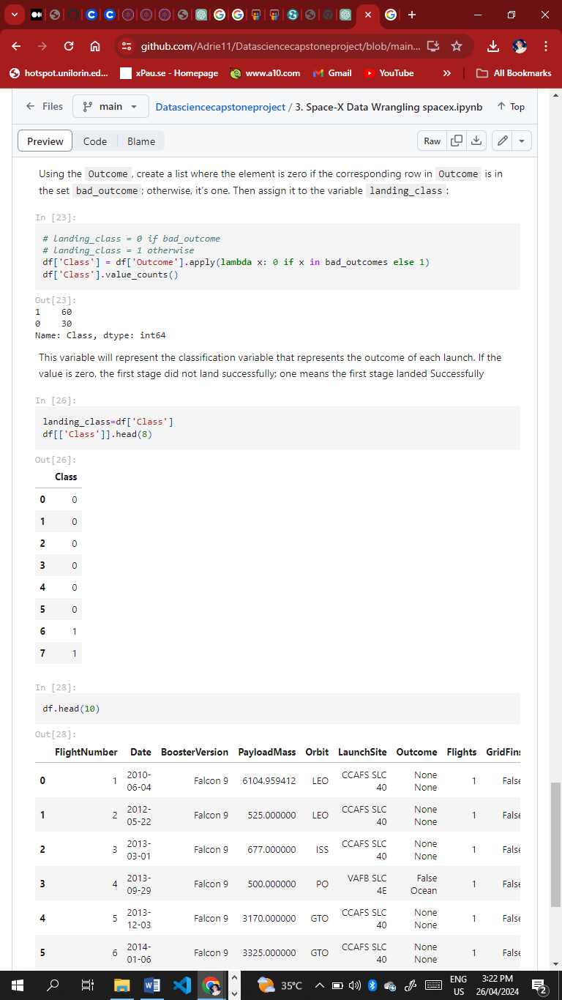 github.com/Adrie11/Datasciencecapstoneproject/blob/main...
hotspot.unilorin.ed...
xPau.se - Homepage
www.a10.com
Gmail
YouTube
All Bookmarks
Files
main
Datasciencecapstoneproject / 3. Space-X Data Wrangling spacex.ipynb
Top
Preview
Code
Blame
Raw
Using the Outcome , create a list where the element is zero if the corresponding row in Outcome is in
the set bad_outcome ; otherwise, it's one. Then assign it to the variable landing_class :
In [23]:
# landing_class = 0 if bad_outcome
# landing_class = 1 otherwise
df['Class'] = df['Outcome'].apply(lambda x: 0 if x in bad_outcomes else 1)
df['Class'].value_counts()
Out[23]:
1 60
0 30
Name: Class, dtype: int64
This variable will represent the classification variable that represents the outcome of each launch. If the
value is zero, the first stage did not land successfully; one means the first stage landed Successfully
In [26]:
landing_class=df['Class']
df[['Class']].head(8)
Out[26]:
Class
0 0
1 0
2 0
3 0
4 0
5 0
6 1
7 1
In [28]:
df.head(10)
Out[28]:
FlightNumber Date BoosterVersion PayloadMass Orbit LaunchSite Outcome Flights GridFins
0 1 2010-06-04 Falcon 9 6104.959412 LEO CCAFS SLC 40 None None 1 False
1 2 2012-05-22 Falcon 9 525.000000 LEO CCAFS SLC 40 None None 1 False
2 3 2013-03-01 Falcon 9 677.000000 ISS CCAFS SLC 40 None None 1 False
3 4 2013-09-29 Falcon 9 500.000000 PO VAFB SLC 4E False Ocean 1 False
4 5 2013-12-03 Falcon 9 3170.000000 GTO CCAFS SLC 40 None None 1 False
5 6 2014-01-06 Falcon 9 3325.000000 GTO CCAFS SLC 40 None None 1 False
35°C
ENG
US
3:22 PM
26/04/2024
2